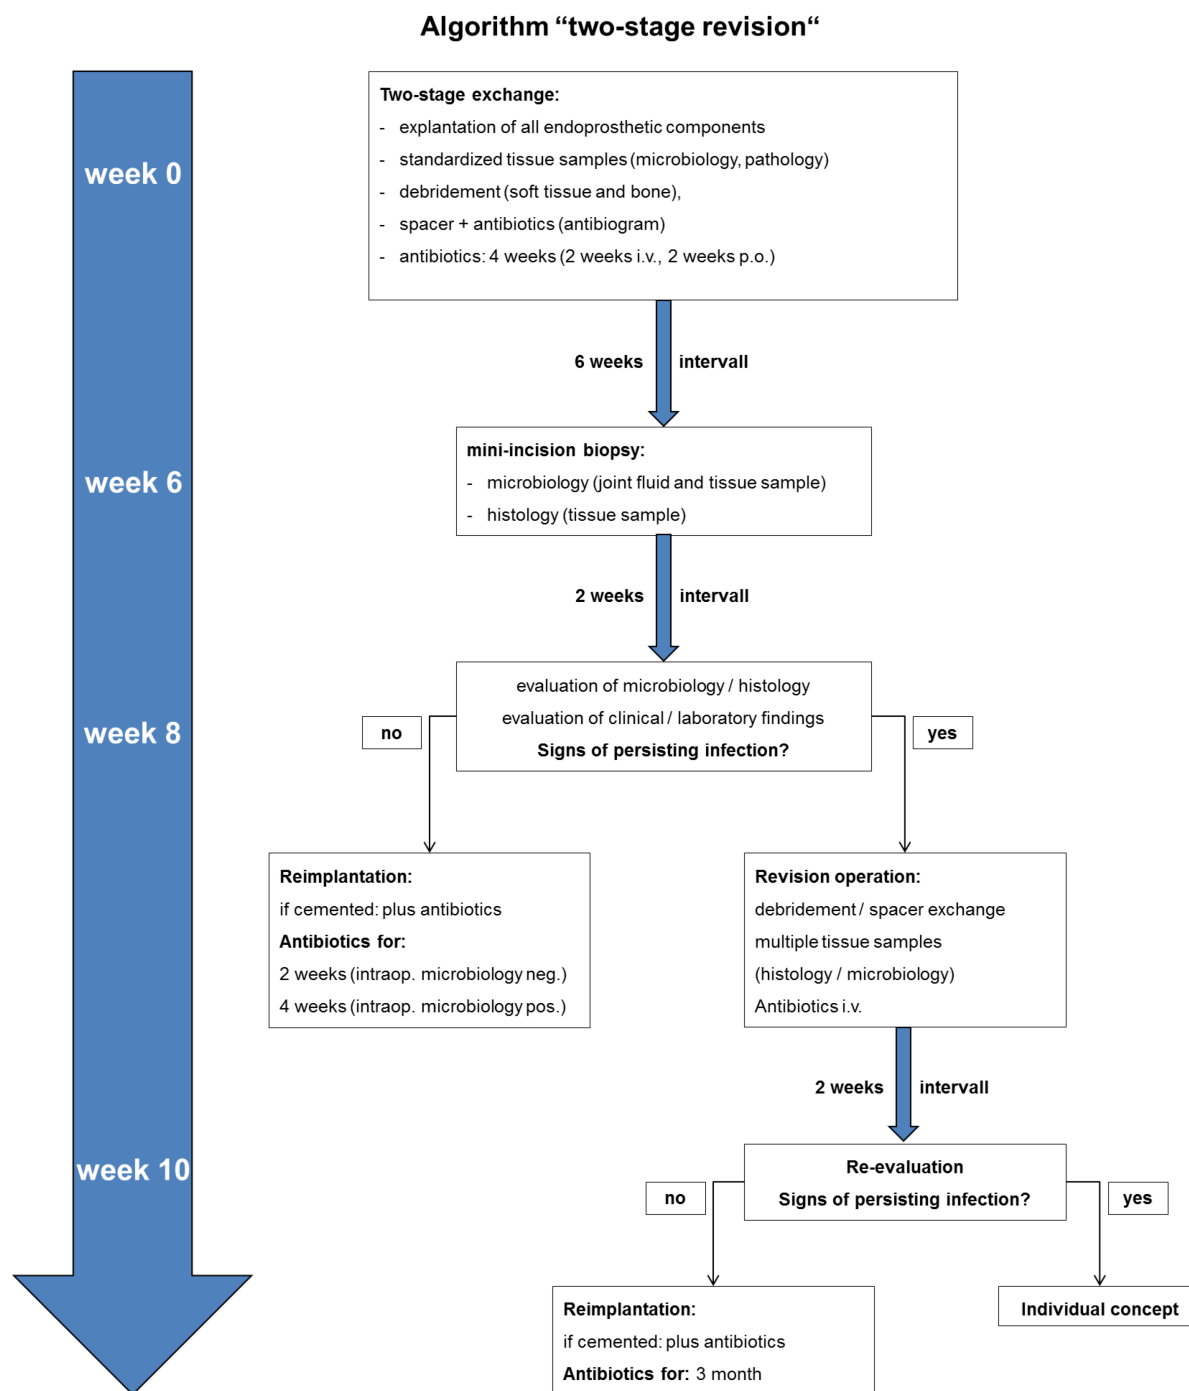 Algorithm “two-stage revision“
week 0
Two-stage exchange:
- explantation of all endoprosthetic components
- standardized tissue samples (microbiology, pathology)
- debridement (soft tissue and bone),
- spacer + antibiotics (antibiogram)
- antibiotics: 4 weeks (2 weeks i.v., 2 weeks p.o.)
6 weeks intervall
week 6
mini-incision biopsy:
- microbiology (joint fluid and tissue sample)
- histology (tissue sample)
2 weeks intervall
week 8
evaluation of microbiology / histology
evaluation of clinical / laboratory findings
Signs of persisting infection?
no
yes
Reimplantation:
if cemented: plus antibiotics
Antibiotics for:
2 weeks (intraop. microbiology neg.)
4 weeks (intraop. microbiology pos.)
Revision operation:
debridement / spacer exchange
multiple tissue samples
(histology / microbiology)
Antibiotics i.v.
2 weeks intervall
week 10
Re-evaluation
Signs of persisting infection?
no
yes
Reimplantation:
if cemented: plus antibiotics
Antibiotics for: 3 month
Individual concept